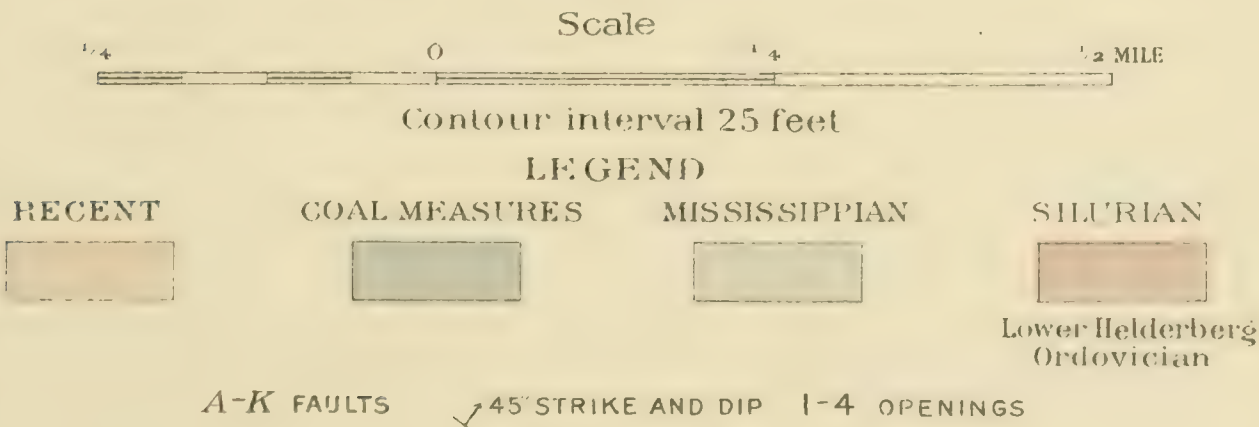 Scale
1/4 0 1/4 1/2 MILE
Contour interval 25 feet
LEGEND
RECENT COAL MEASURES MISSISSIPPIAN SILURIAN
Lower Helderberg
Ordovician
A-K FAULTS 45° STRIKE AND DIP 1-4 OPENINGS